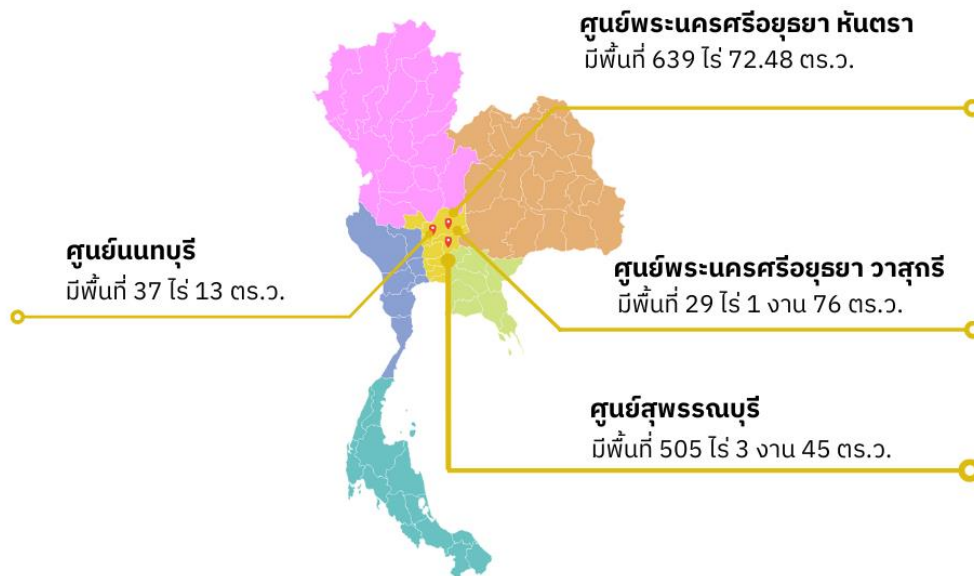 ศูนย์พระนครศรีอยุธยา หันตรา
มีพื้นที่ 639 ไร่ 72.48 ตร.ว.
ศูนย์นนทบุรี
มีพื้นที่ 37 ไร่ 13 ตร.ว.
ศูนย์พระนครศรีอยุธยา วาสุกรี
มีพื้นที่ 29 ไร่ 1 งาน 76 ตร.ว.
ศูนย์สุพรรณบุรี
มีพื้นที่ 505 ไร่ 3 งาน 45 ตร.ว.